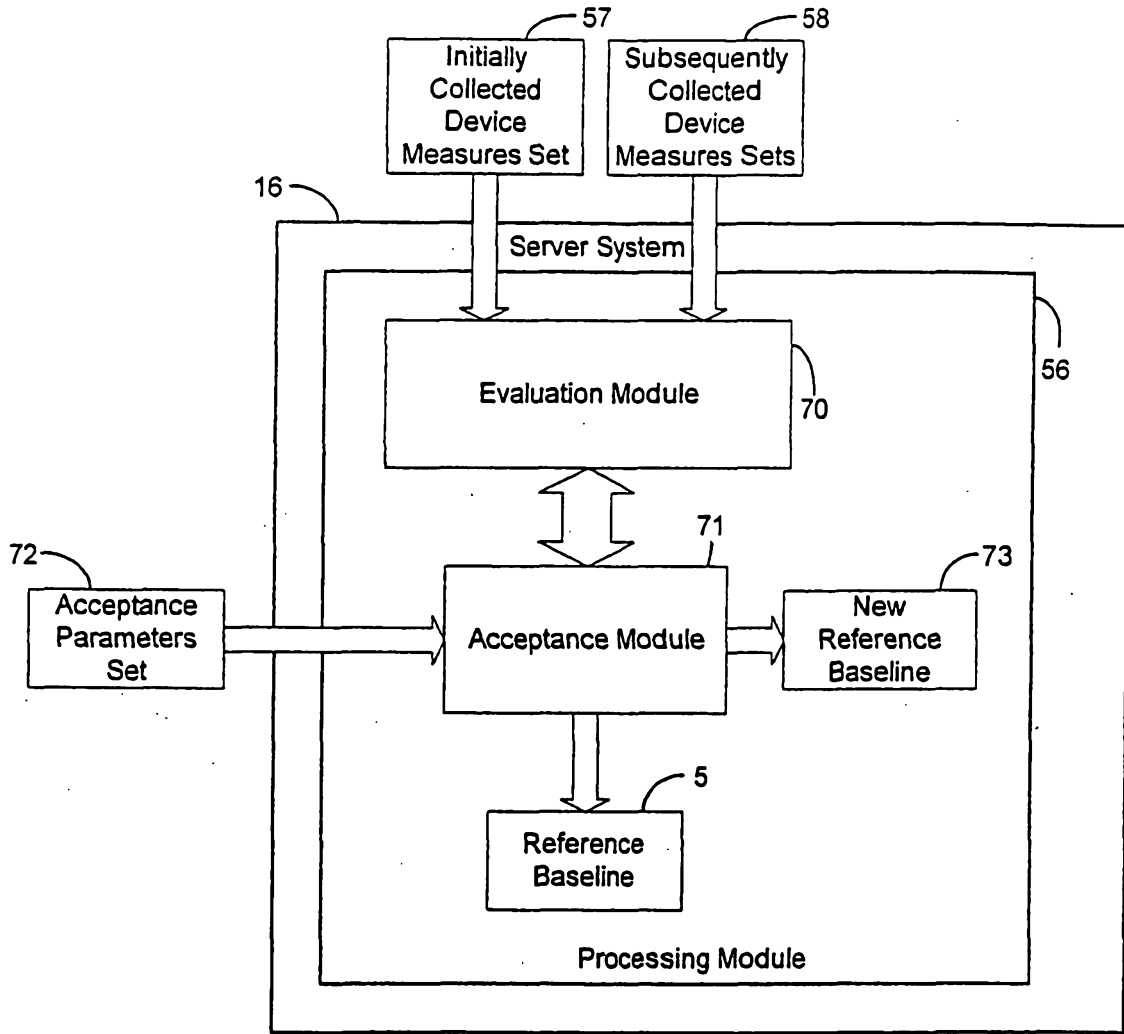 57
58
Initially
Collected
Device
Measures Set
Subsequently
Collected
Device
Measures Sets
16
Server System
56
Evaluation Module
70
71
72
73
Acceptance
Parameters
Set
Acceptance Module
New
Reference
Baseline
5
Reference
Baseline
Processing Module